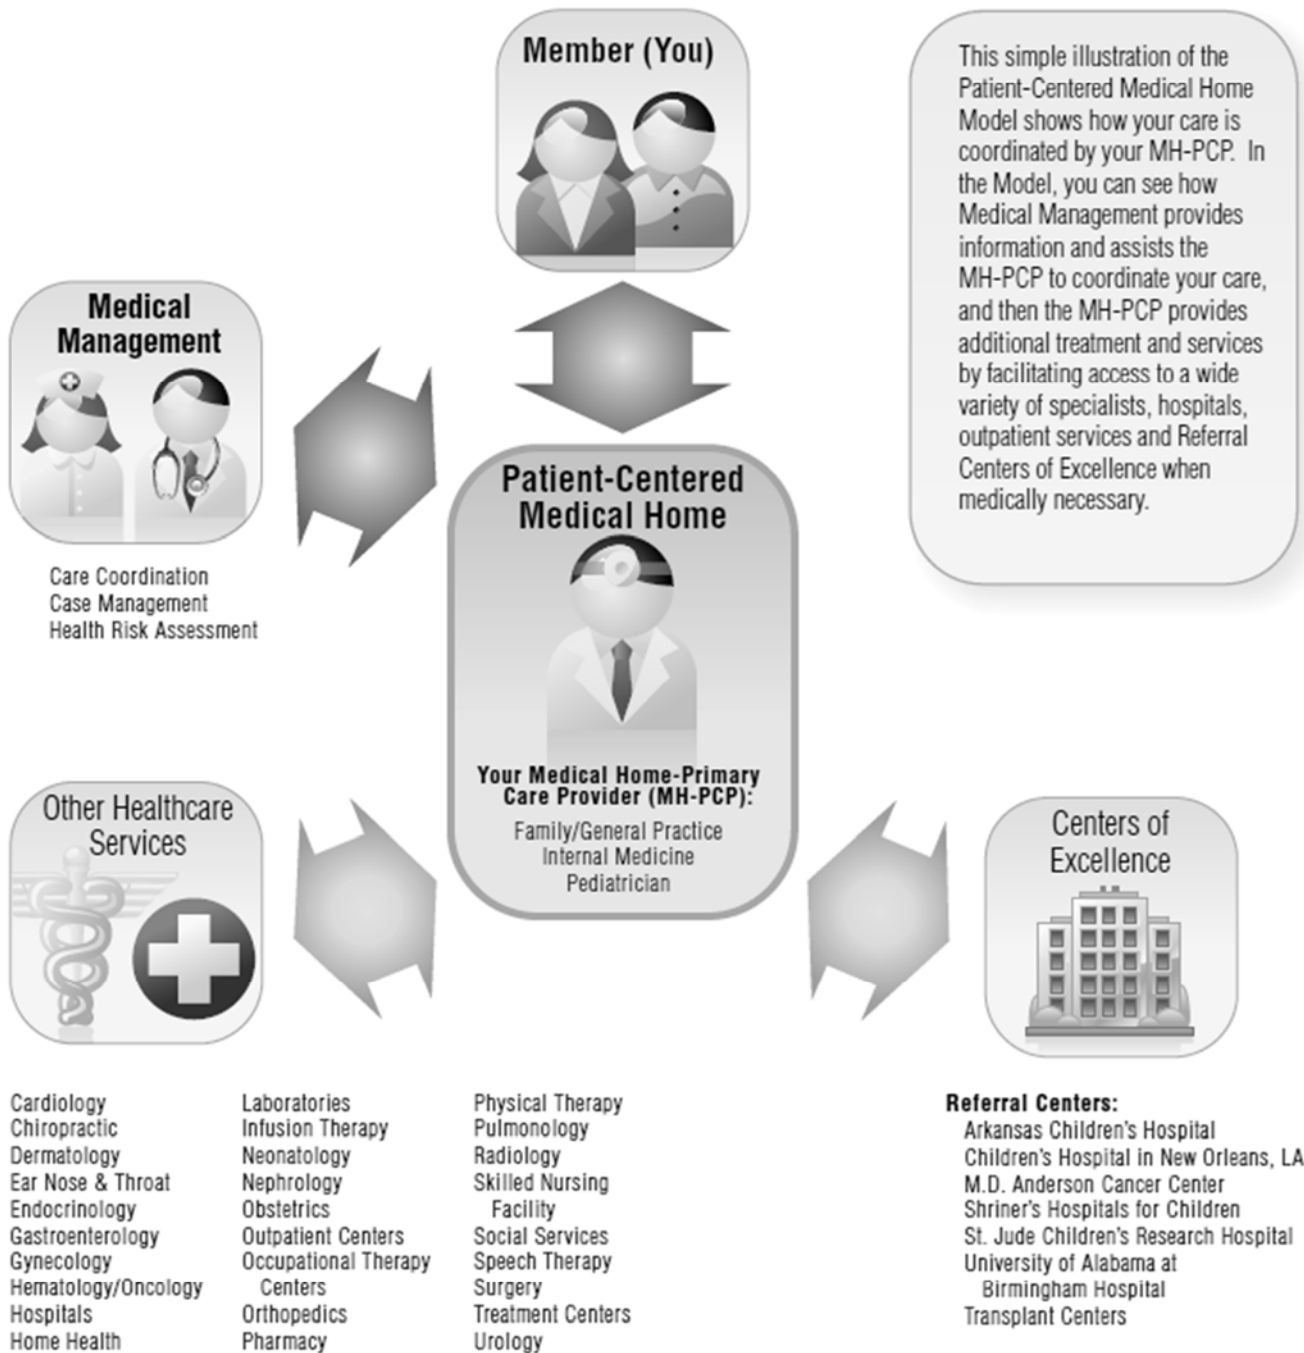 Member (You)
This simple illustration of the
Patient-Centered Medical Home
Model shows how your care is
coordinated by your MH-PCP. In
the Model, you can see how
Medical Management provides
information and assists the
MH-PCP to coordinate your care,
and then the MH-PCP provides
additional treatment and services
by facilitating access to a wide
variety of specialists, hospitals,
outpatient services and Referral
Centers of Excellence when
medically necessary.
Medical
Management
Care Coordination
Case Management
Health Risk Assessment
Patient-Centered
Medical Home
Your Medical Home-Primary
Care Provider (MH-PCP):
Family/General Practice
Internal Medicine
Pediatrician
Other Healthcare
Services
Cardiology
Chiropractic
Dermatology
Ear Nose & Throat
Endocrinology
Gastroenterology
Gynecology
Hematology/Oncology
Hospitals
Home Health
Laboratories
Infusion Therapy
Neonatology
Nephrology
Obstetrics
Outpatient Centers
Occupational Therapy
Centers
Orthopedics
Pharmacy
Physical Therapy
Pulmonology
Radiology
Skilled Nursing
Facility
Social Services
Speech Therapy
Surgery
Treatment Centers
Urology
Centers of
Excellence
Referral Centers:
Arkansas Children's Hospital
Children's Hospital in New Orleans, LA
M.D. Anderson Cancer Center
Shriner's Hospitals for Children
St. Jude Children's Research Hospital
University of Alabama at
Birmingham Hospital
Transplant Centers